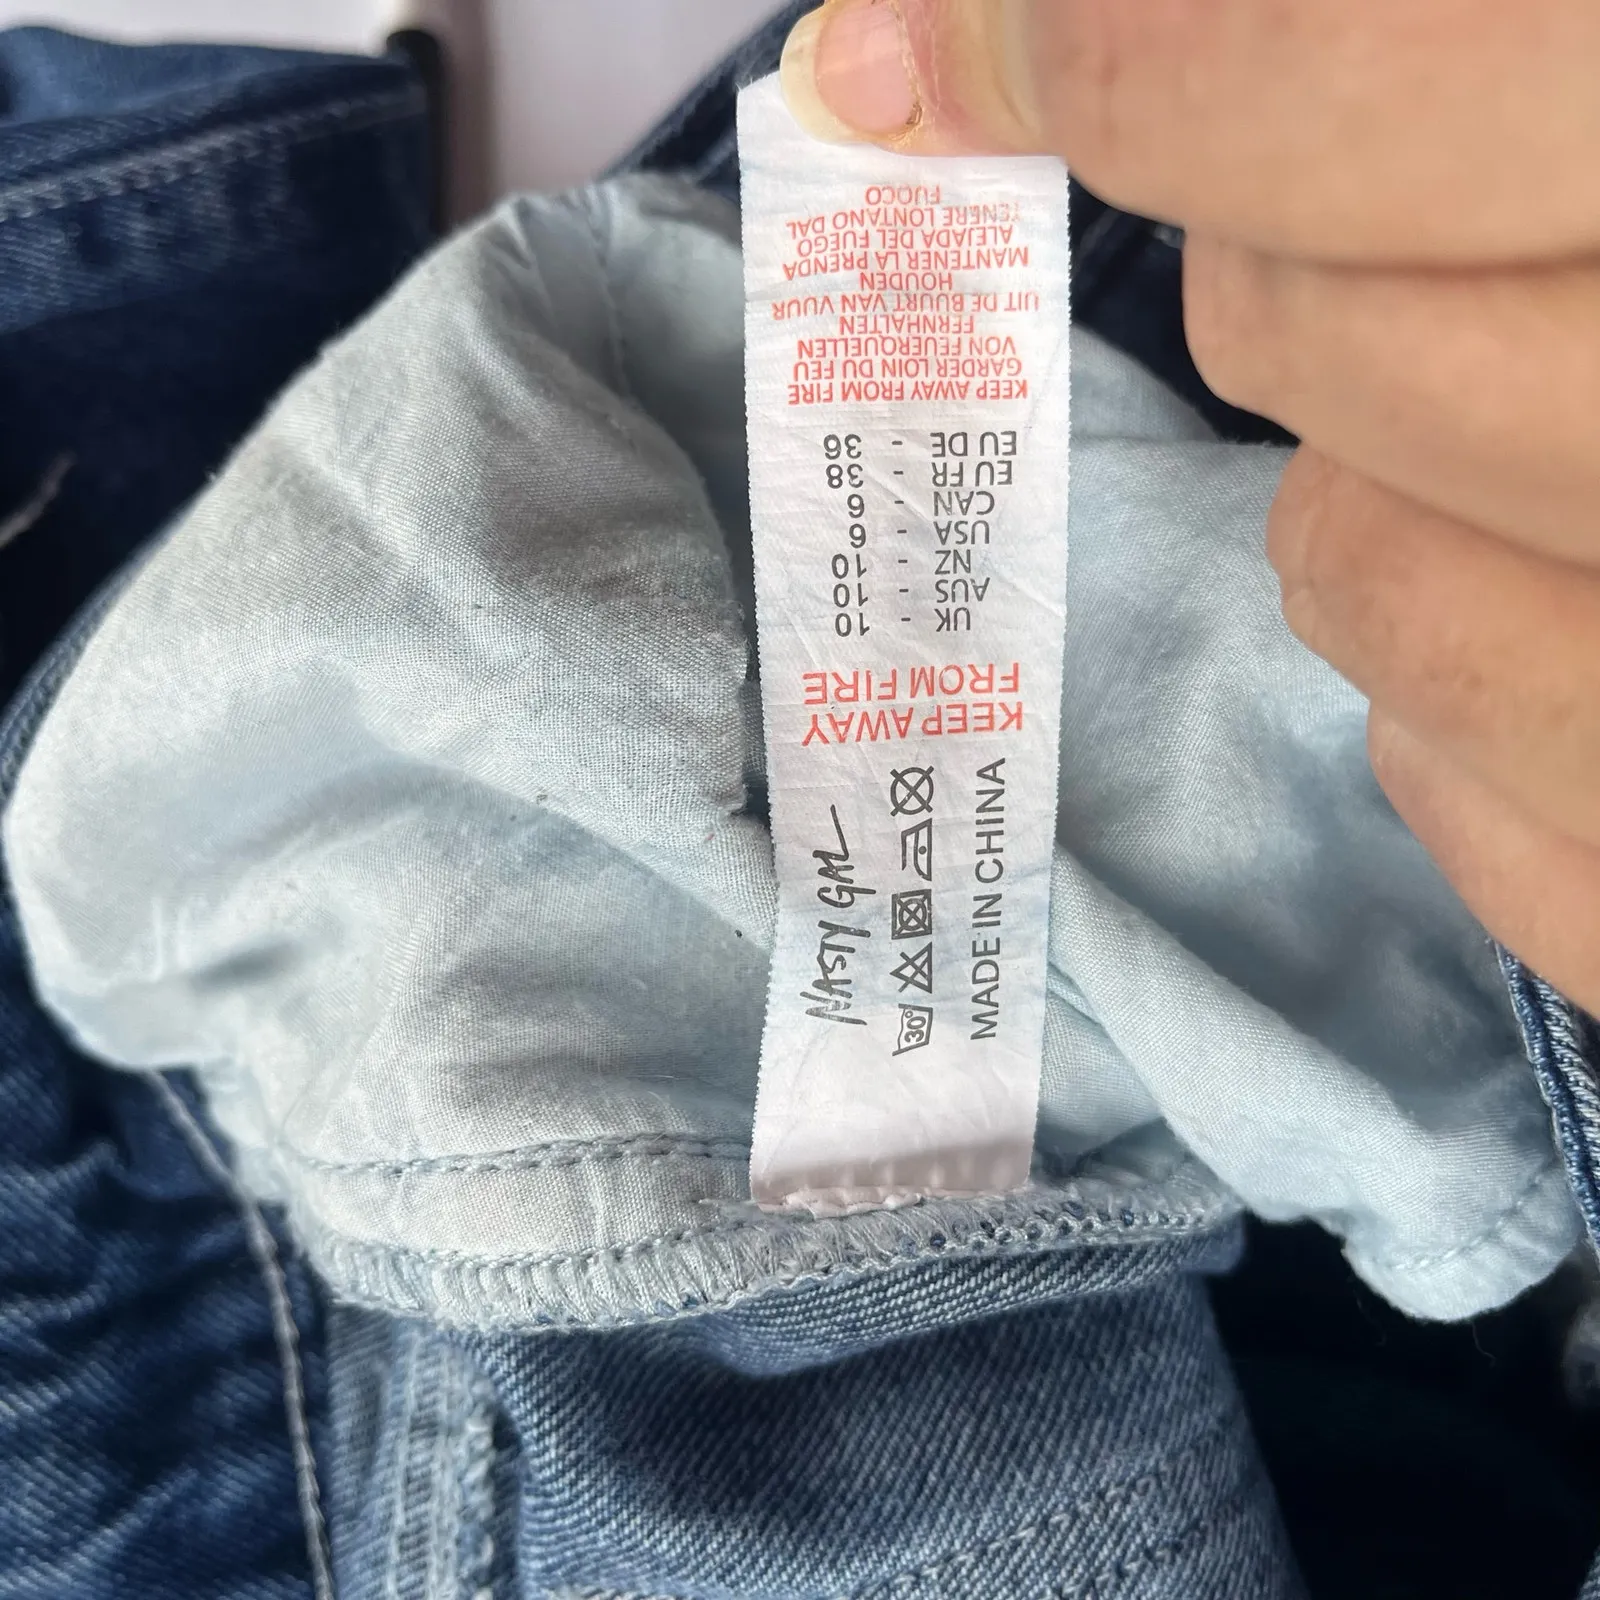 NASTY GAL
30°
MADE IN CHINA
KEEP AWAY
FROM FIRE
UK - 10
AUS - 10
NZ - 10
USA - 6
CAN - 6
EU FR - 38
EU DE - 36
KEEP AWAY FROM FIRE
GARDER LOIN DU FEU
VON FEUERQUELLEN
FERNHALTEN
UIT DE BUURT VAN VUUR
HOUDEN
MANTENER LA PRENDA
ALEJADA DEL FUEGO
TENERE LONTANO DAL
FUOCO